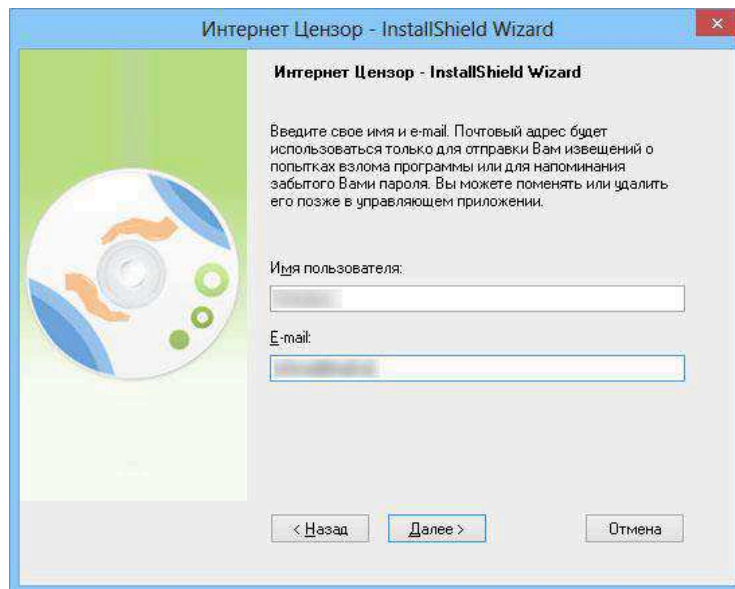 Интернет Цензор - InstallShield Wizard
Интернет Цензор - InstallShield Wizard
Введите свое имя и e-mail. Почтовый адрес будет
использоваться только для отправки Вам извещений о
попытках взлома программы или для напоминания
забытого Вами пароля. Вы можете поменять или удалить
его позже в управляющем приложении.
Имя пользователя:
E-mail:
< Назад
Далее >
Отмена